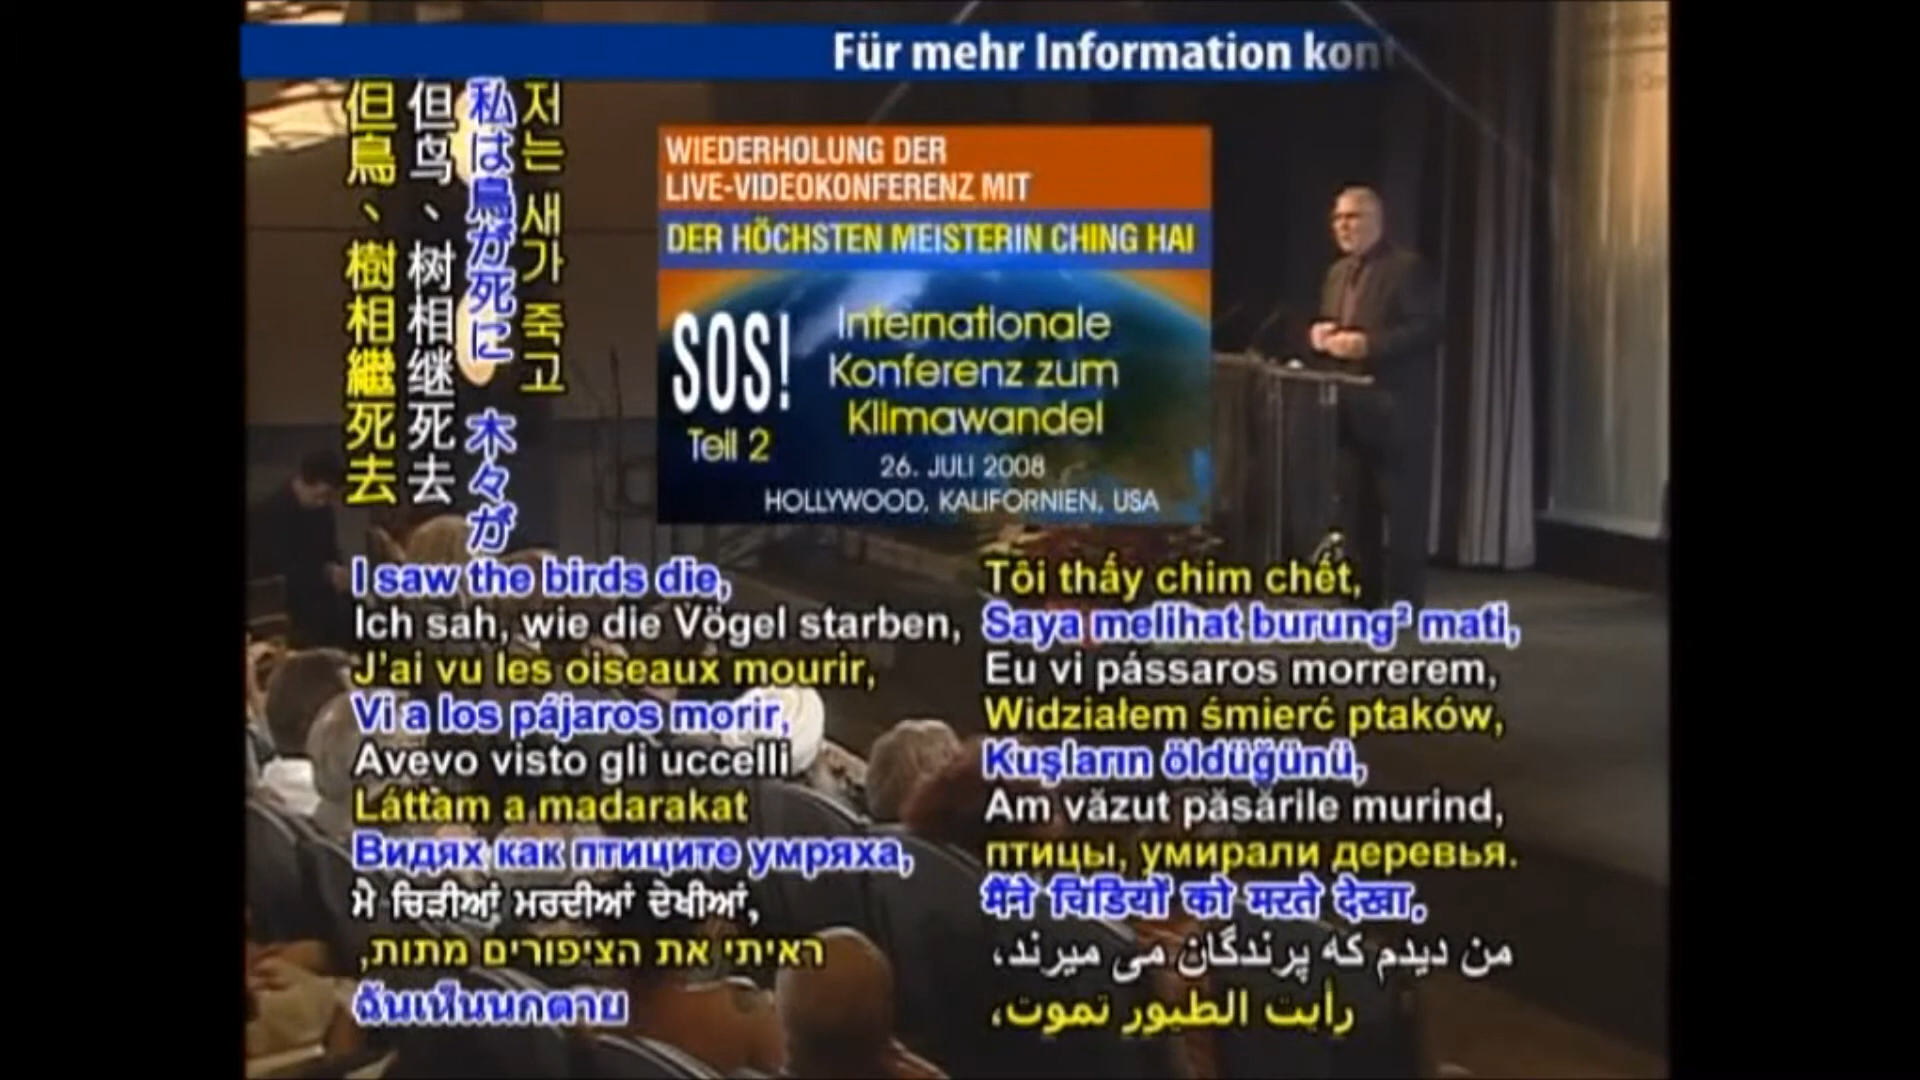 Für mehr Information kon
但鳥、樹相繼死去
但鸟、树相继死去
私は鳥が死に 木々が
저는 새가 죽고
WIEDERHOLUNG DER
LIVE-VIDEOKONFERENZ MIT
DER HÖCHSTEN MEISTERIN CHING HAI
SOS!
Teil 2
Internationale
Konferenz zum
Klimawandel
26. JULI 2008
HOLLYWOOD, KALIFORNIEN, USA
I saw the birds die,
Ich sah, wie die Vögel starben,
J'ai vu les oiseaux mourir,
Vi a los pájaros morir,
Avevo visto gli uccelli
Láttam a madarakat
Видях как птиците умряха,
ਮੈ ਚਿੜੀਆਂ ਮਰਦੀਆਂ ਦੇਖੀਆਂ,
ראיתי את הציפורים מתות,
ฉันเห็นนกตาย
Tôi thấy chim chết,
Saya melihat burung² mati,
Eu vi pássaros morrerem,
Widziałem śmierć ptaków,
Kuşların öldüğünü,
Am văzut păsările murind,
птицы, умирали деревья.
मैंने चिडियों को मरते देखा,
من دیدم که پرندگان می میرند،
رأيت الطيور تموت،